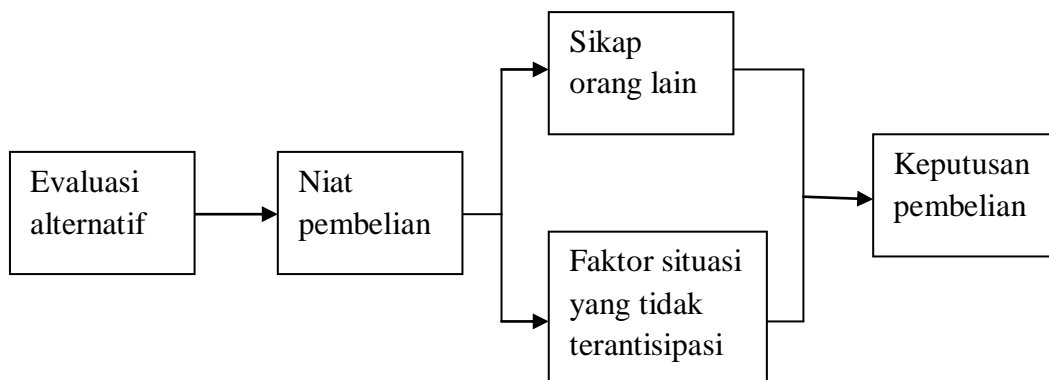 Evaluasi
alternatif
Niat
pembelian
Sikap
orang lain
Faktor situasi
yang tidak
terantisipasi
Keputusan
pembelian